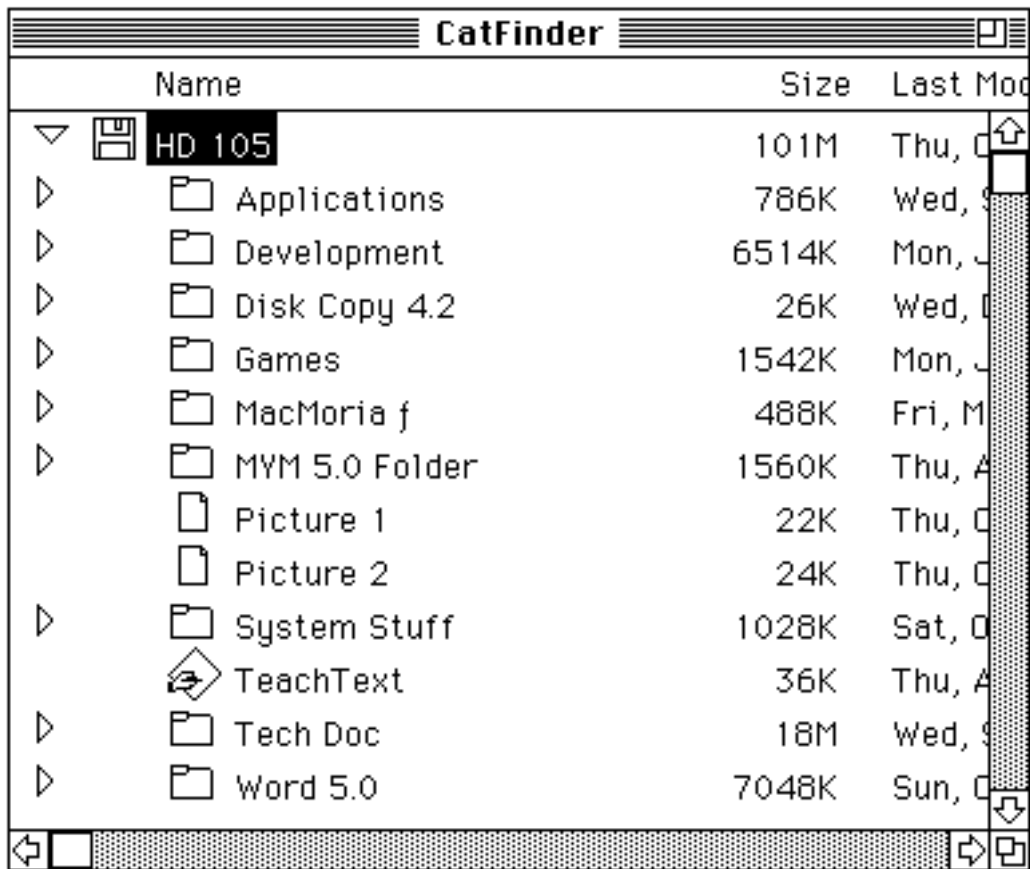 CatFinder
Name Size Last Mod
HD 105 101M Thu,
Applications 786K Wed,
Development 6514K Mon,
Disk Copy 4.2 26K Wed,
Games 1542K Mon,
MacMoria ƒ 488K Fri, M
MYM 5.0 Folder 1560K Thu, A
Picture 1 22K Thu,
Picture 2 24K Thu,
System Stuff 1028K Sat, O
TeachText 36K Thu, A
Tech Doc 18M Wed,
Word 5.0 7048K Sun,